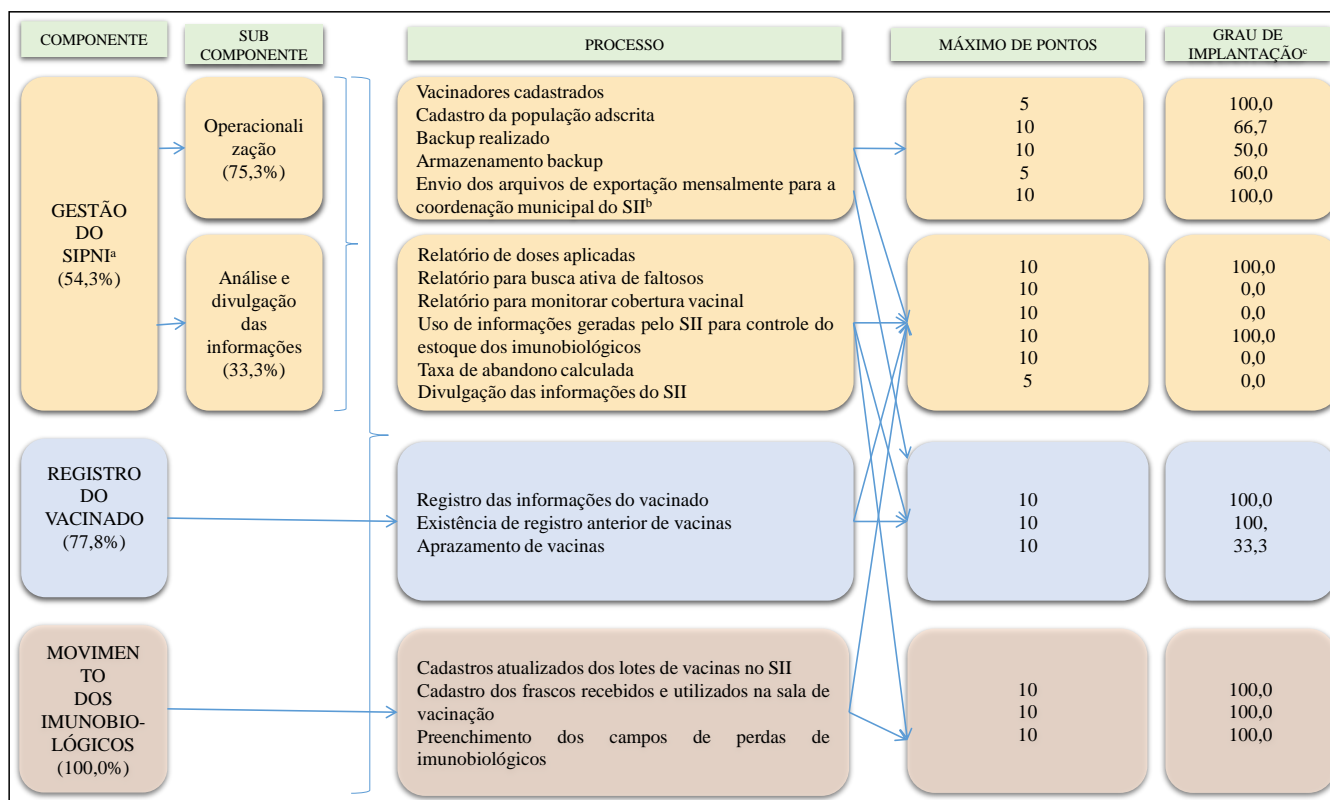 COMPONENTE
SUB
COMPONENTE
PROCESSO
MÁXIMO DE PONTOS
GRAU DE
IMPLANTAÇÃOᶜ
GESTÃO
DO
SIPNIᵃ
(54,3%)
Operacionali
zação
(75,3%)
Vacinadores cadastrados
Cadastro da população adscrita
Backup realizado
Armazenamento backup
Envio dos arquivos de exportação mensalmente para a
coordenação municipal do SIIᵇ
5
10
10
5
10
100,0
66,7
50,0
60,0
100,0
Análise e
divulgação
das
informações
(33,3%)
Relatório de doses aplicadas
Relatório para busca ativa de faltosos
Relatório para monitorar cobertura vacinal
Uso de informações geradas pelo SII para controle do
estoque dos imunobiológicos
Taxa de abandono calculada
Divulgação das informações do SII
10
10
10
10
10
5
100,0
0,0
0,0
100,0
0,0
0,0
REGISTRO
DO
VACINADO
(77,8%)
Registro das informações do vacinado
Existência de registro anterior de vacinas
Aprazamento de vacinas
10
10
10
100,0
100,
33,3
MOVIMEN
TO
DOS
IMUNOBIO-
LÓGICOS
(100,0%)
Cadastros atualizados dos lotes de vacinas no SII
Cadastro dos frascos recebidos e utilizados na sala de
vacinação
Preenchimento dos campos de perdas de
imunobiológicos
10
10
10
100,0
100,0
100,0